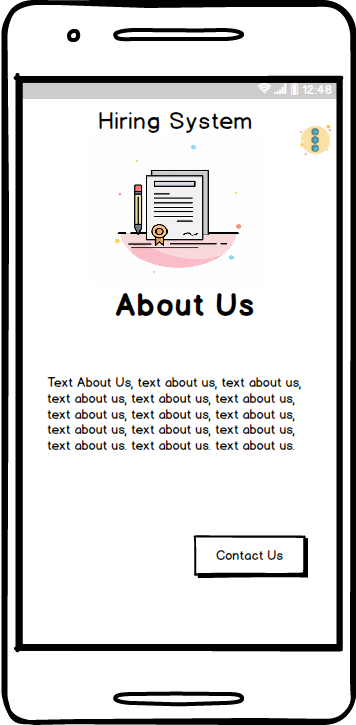 12:48
Hiring System
About Us
Text About Us, text about us, text about us,
text about us, text about us, text about us,
text about us, text about us, text about us,
text about us, text about us, text about us,
text about us. text about us. text about us.
Contact Us